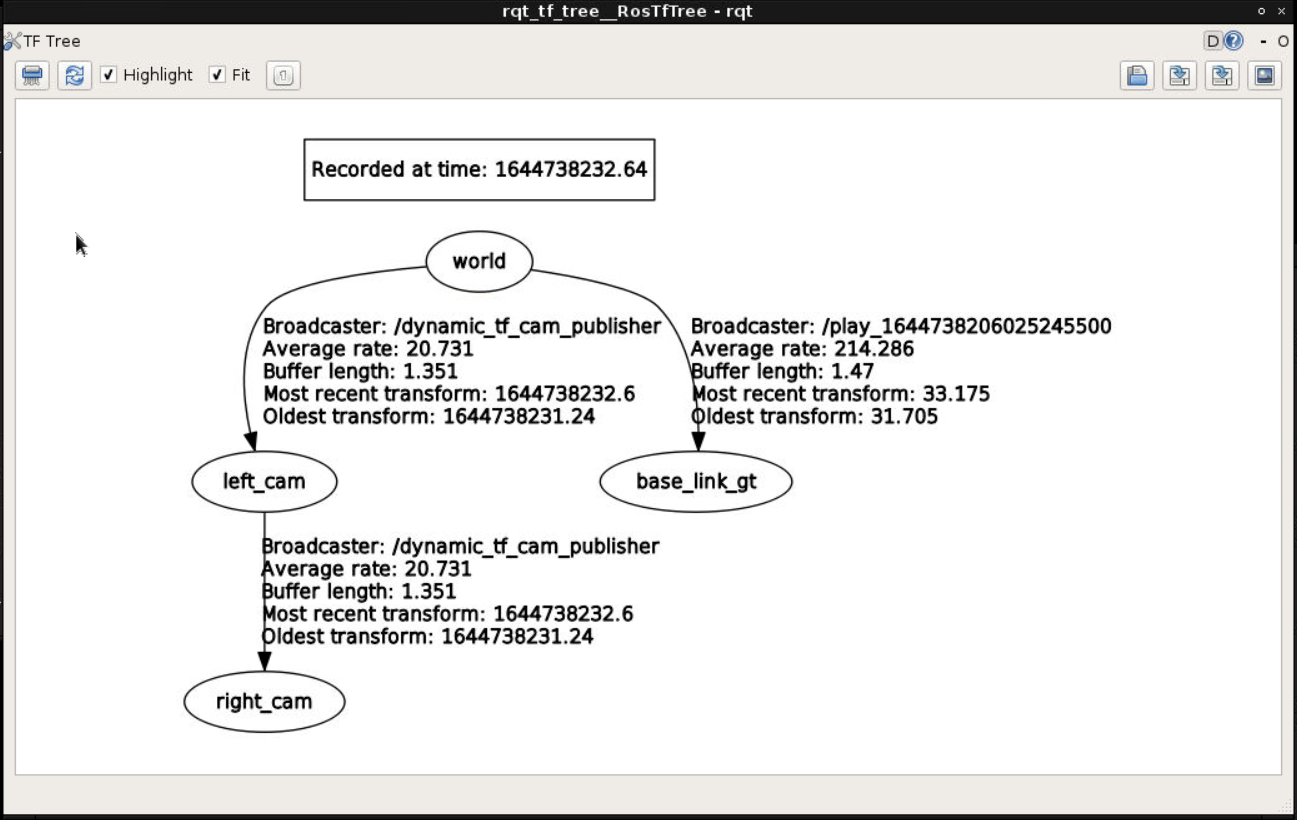 rqt_tf_tree__RosTfTree - rqt
TF Tree
D
- O
Highlight
Fit
Recorded at time: 1644738232.64
world
Broadcaster: /dynamic_tf_cam_publisher
Average rate: 20.731
Buffer length: 1.351
Most recent transform: 1644738232.6
Oldest transform: 1644738231.24
Broadcaster: /play_1644738206025245500
Average rate: 214.286
Buffer length: 1.47
Most recent transform: 33.175
Oldest transform: 31.705
left_cam
base_link_gt
Broadcaster: /dynamic_tf_cam_publisher
Average rate: 20.731
Buffer length: 1.351
Most recent transform: 1644738232.6
Oldest transform: 1644738231.24
right_cam